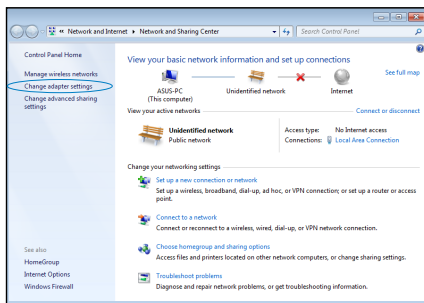 « Network and Internet ▸ Network and Sharing Center
Search Control Panel
Control Panel Home
Manage wireless networks
Change adapter settings
Change advanced sharing
settings
View your basic network information and set up connections
See full map
ASUS-PC
(This computer)
Unidentified network
Internet
View your active networks
Connect or disconnect
Unidentified network
Public network
Access type:
No Internet access
Connections:
Local Area Connection
Change your networking settings
Set up a new connection or network
Set up a wireless, broadband, dial-up, ad hoc, or VPN connection; or set up a router or access
point.
Connect to a network
Connect or reconnect to a wireless, wired, dial-up, or VPN network connection.
Choose homegroup and sharing options
Access files and printers located on other network computers, or change sharing settings.
Troubleshoot problems
Diagnose and repair network problems, or get troubleshooting information.
See also
HomeGroup
Internet Options
Windows Firewall